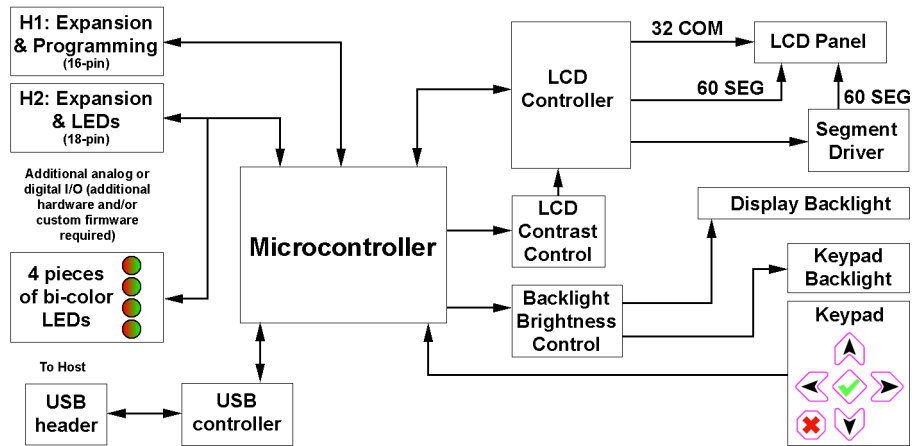 H1: Expansion
& Programming
(16-pin)
H2: Expansion
& LEDs
(18-pin)
Additional analog or
digital I/O (additional
hardware and/or
custom firmware
required)
4 pieces
of bi-color
LEDs
To Host
USB
header
USB
controller
Microcontroller
LCD
Controller
LCD
Contrast
Control
Backlight
Brightness
Control
32 COM
60 SEG
LCD Panel
60 SEG
Segment
Driver
Display Backlight
Keypad
Backlight
Keypad